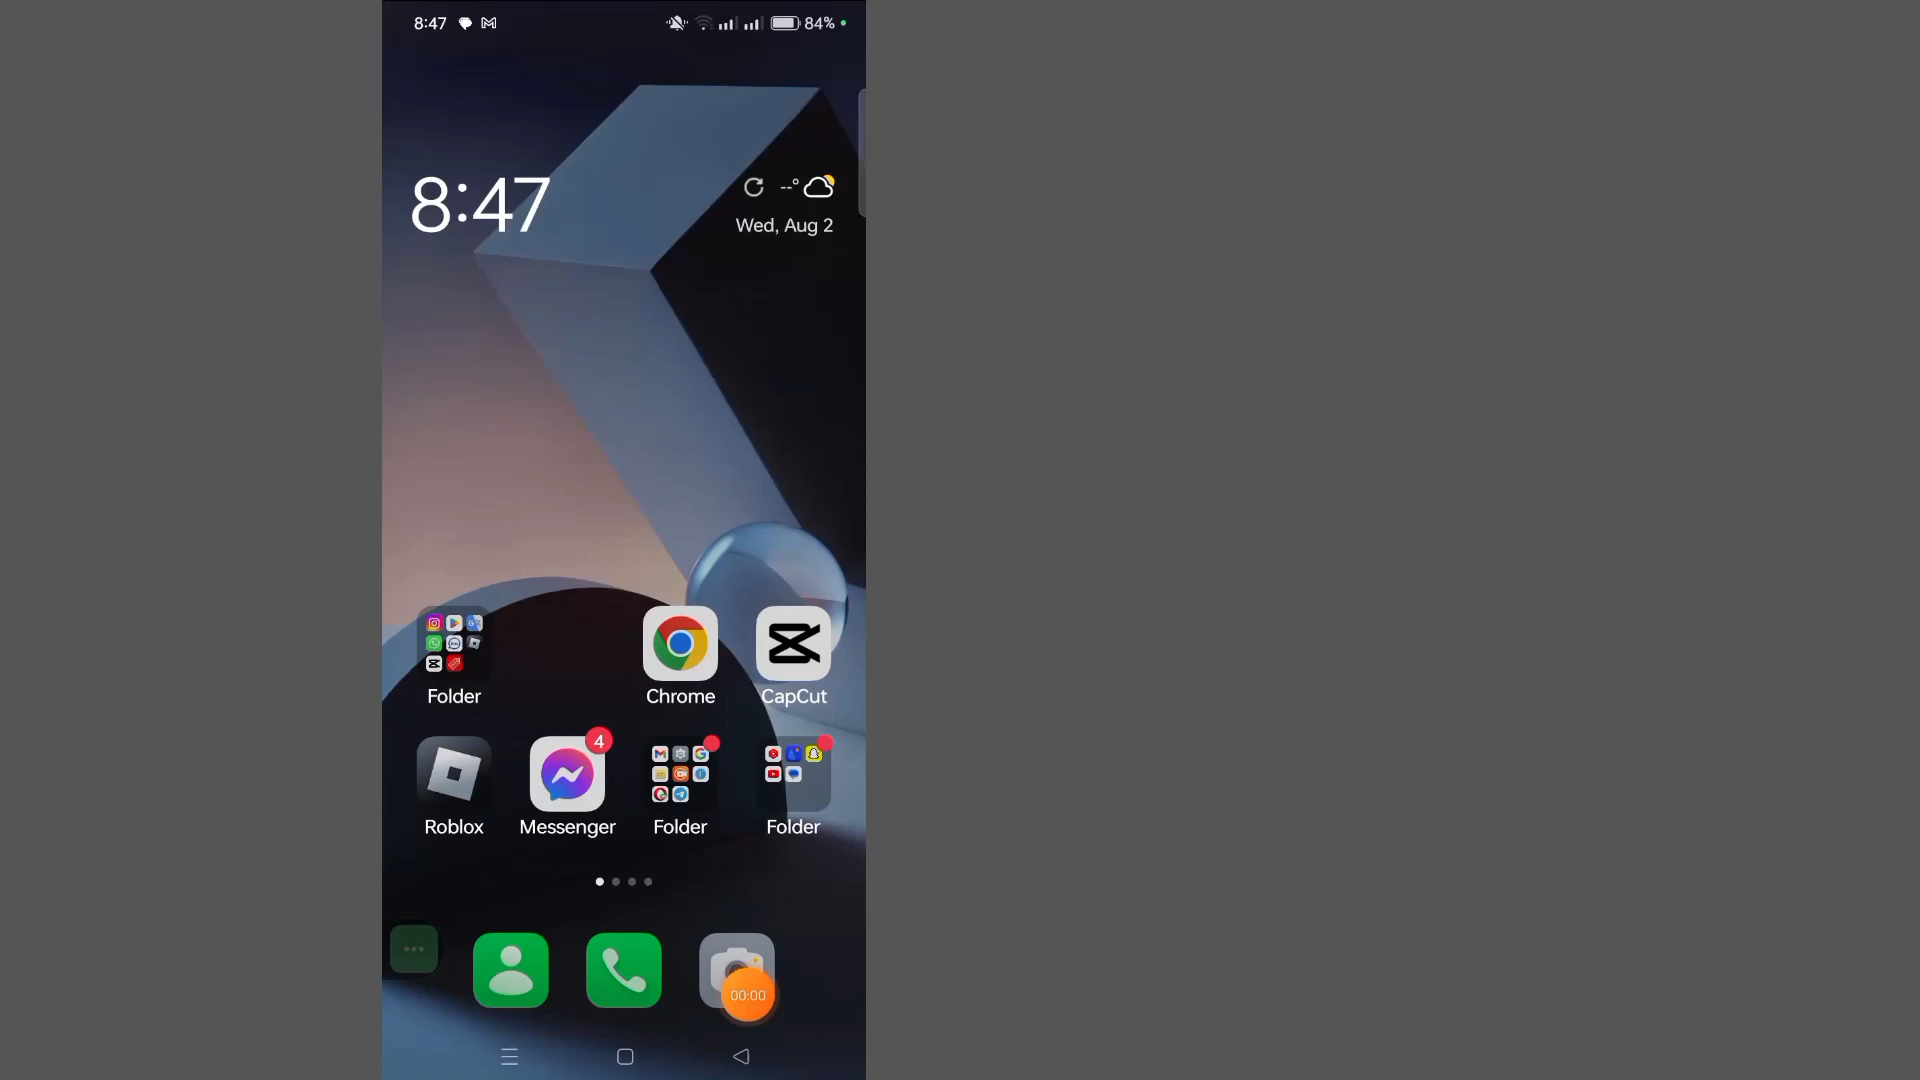 8:47
84%
8:47
--°
Wed, Aug 2
Folder
Chrome
CapCut
4
Roblox
Messenger
Folder
Folder
00:00